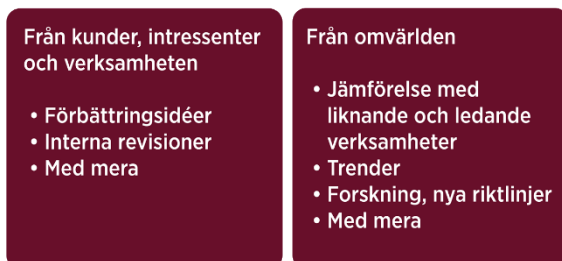 Från kunder, intressenter
och verksamheten
• Förbättringsidéer
• Interna revisioner
• Med mera
Från omvärlden
• Jämförelse med
liknande och ledande
verksamheter
• Trender
• Forskning, nya riktlinjer
• Med mera